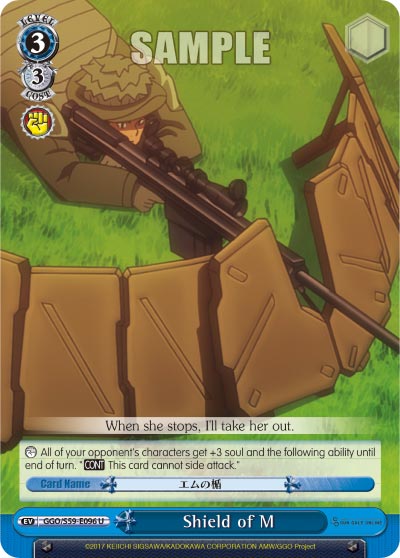 LEVEL
3
SAMPLE
3
COST
When she stops, I'll take her out.
All of your opponent's characters get +3 soul and the following ability until
end of turn. "CONT This card cannot side attack."
Card Name エムの盾
EV GGO/S59-E096 U Shield of M
©2017 KEIICHI SIGSAWA/KADOKAWA CORPORATION AMW/GGO Project